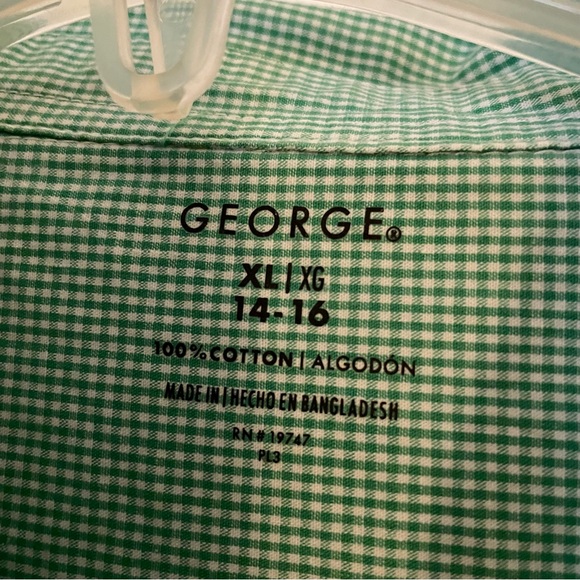 GEORGE®
XL | XG
14-16
100% COTTON | ALGODÓN
MADE IN | HECHO EN BANGLADESH
RN # 19747
PL3